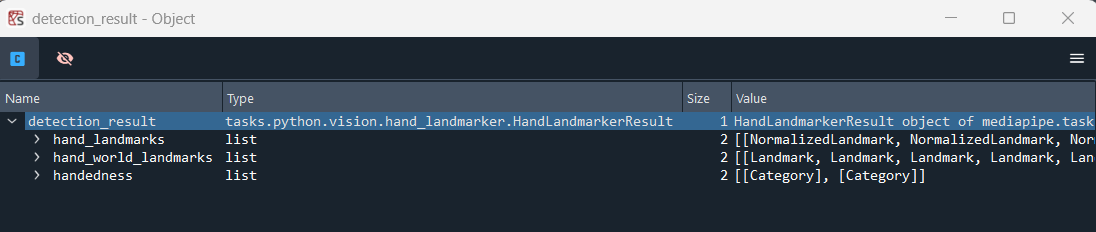 detection_result - Object
Name Type Size Value
detection_result tasks.python.vision.hand_landmarker.HandLandmarkerResult 1 HandLandmarkerResult object of mediapipe.task
hand_landmarks list 2 [[NormalizedLandmark, NormalizedLandmark, Nor
hand_world_landmarks list 2 [[Landmark, Landmark, Landmark, Landmark, Lan
handedness list 2 [[Category], [Category]]